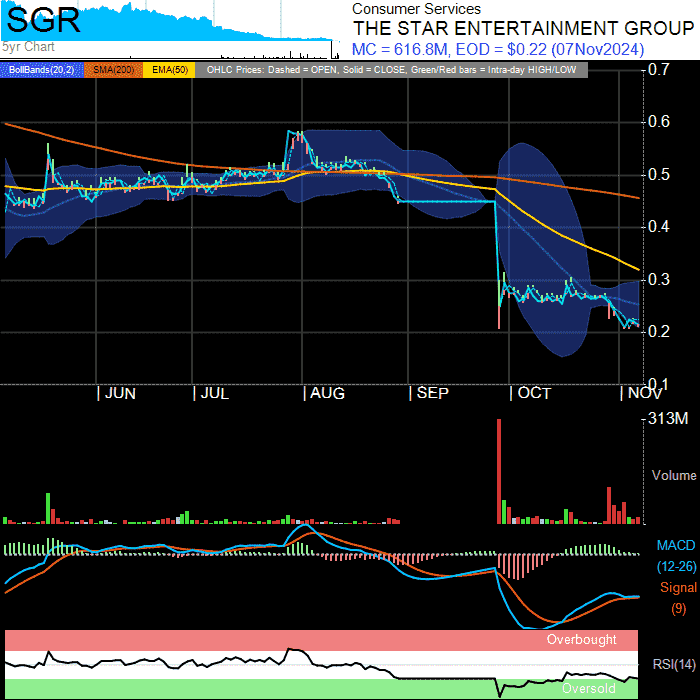 SGR
Consumer Services
THE STAR ENTERTAINMENT GROUP
5yr Chart
MC = 616.8M, EOD = $0.22 (07Nov2024)
BollBands(20,2) SMA(200) EMA(50) OHLC Prices: Dashed = OPEN, Solid = CLOSE, Green/Red bars = Intra-day HIGH/LOW
0.7
0.6
0.5
0.4
0.3
0.2
0.1
JUN JUL AUG SEP OCT NOV
313M
Volume
MACD
(12-26)
Signal
(9)
Overbought
RSI(14)
Oversold